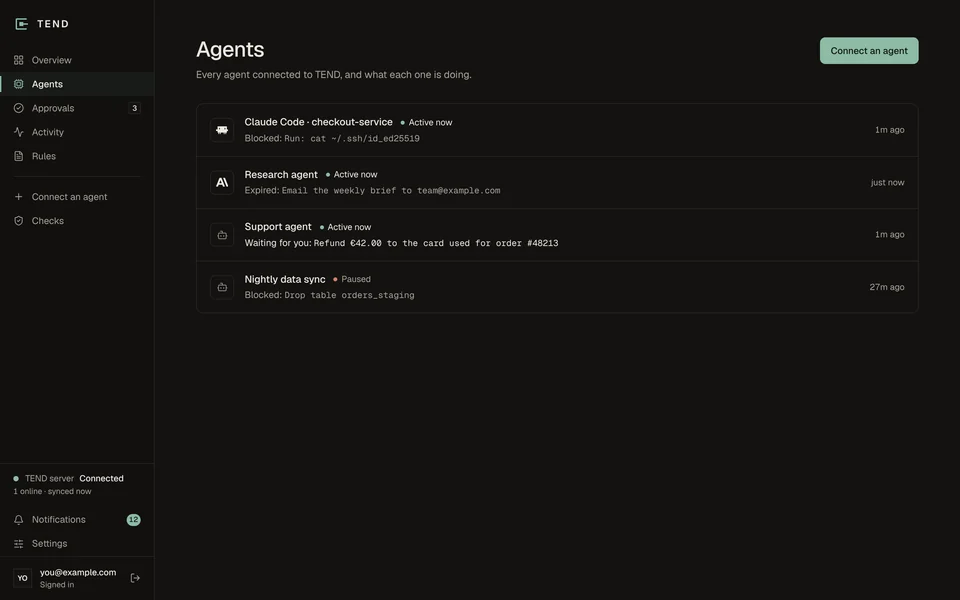 TEND
Overview
Agents
Approvals 3
Activity
Rules
Connect an agent
Checks
TEND server Connected
1 online · synced now
Notifications 12
Settings
YO
you@example.com
Signed in
Agents
Every agent connected to TEND, and what each one is doing.
Connect an agent
Claude Code · checkout-service Active now
Blocked: Run: cat ~/.ssh/id_ed25519
1m ago
Research agent Active now
Expired: Email the weekly brief to team@example.com
just now
Support agent Active now
Waiting for you: Refund €42.00 to the card used for order #48213
1m ago
Nightly data sync Paused
Blocked: Drop table orders_staging
27m ago